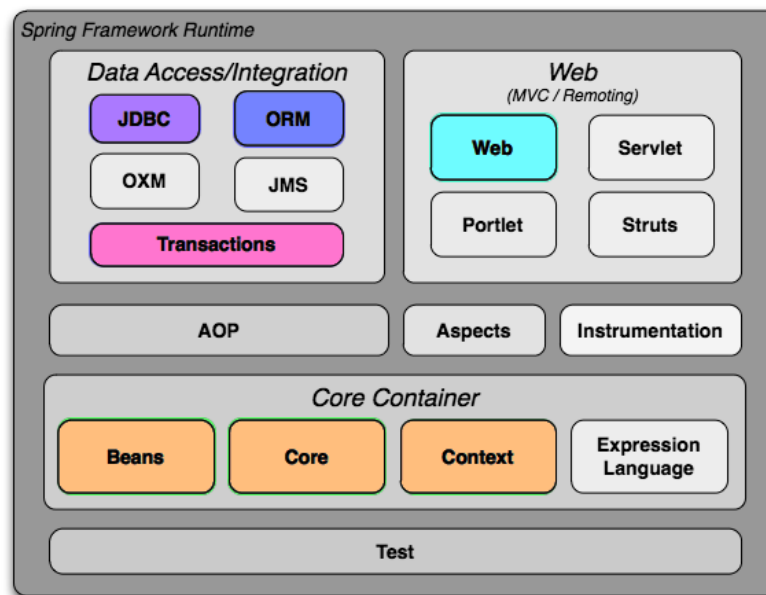 Spring Framework Runtime
Data Access/Integration
JDBC
ORM
OXM
JMS
Transactions
Web
(MVC / Remoting)
Web
Servlet
Portlet
Struts
AOP
Aspects
Instrumentation
Core Container
Beans
Core
Context
Expression
Language
Test